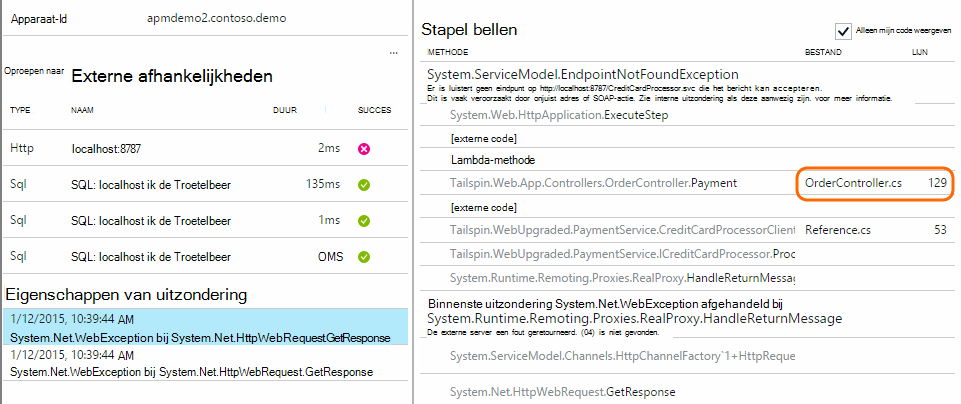 Apparaat-Id apmdemo2.contoso.demo
...
Oproepen naar Externe afhankelijkheden
TYPE NAAM DUUR SUCCES
Http localhost:8787 2ms
Sql SQL: localhost ik de Troetelbeer 135ms
Sql SQL: localhost ik de Troetelbeer 1ms
Sql SQL: localhost ik de Troetelbeer OMS
Eigenschappen van uitzondering
1/12/2015, 10:39:44 AM
System.Net.WebException bij System.Net.HttpWebRequestGetResponse
1/12/2015, 10:39:44 AM
System.Net.WebException bij System.Net.HttpWebRequest.GetResponse
Stapel bellen
Alleen mijn code weergeven
METHODE BESTAND LIJN
System.ServiceModel.EndpointNotFoundException
Er is luistert geen eindpunt op http://localhost:8787/CreditCardProcessor.svc die het bericht kan accepteren.
Dit is vaak veroorzaakt door onjuist adres of SOAP-actie. Zie interne uitzondering als deze aanwezig zijn. voor meer informatie.
System.Web.HttpApplication.ExecuteStep
[externe code]
Lambda-methode
Tailspin.Web.App.Controllers.OrderController.Payment OrderController.cs 129
[externe code]
Tailspin.WebUpgraded.PaymentService.CreditCardProcessorClient Reference.cs 53
Tailspin.WebUpgraded.PaymentService.ICreditCardProcessor.Proc
System.Runtime.Remoting.Proxies.RealProxy.HandleReturnMessag
Binnenste uitzondering System.Net.WebException afgehandeld bij
System.Runtime.Remoting.Proxies.RealProxy.HandleReturnMessage
De externe server een fout geretourneerd. (04) is niet gevonden.
System.ServiceModel.Channels.HttpChannelFactory`1+HttpReque
System.Net.HttpWebRequest.GetResponse